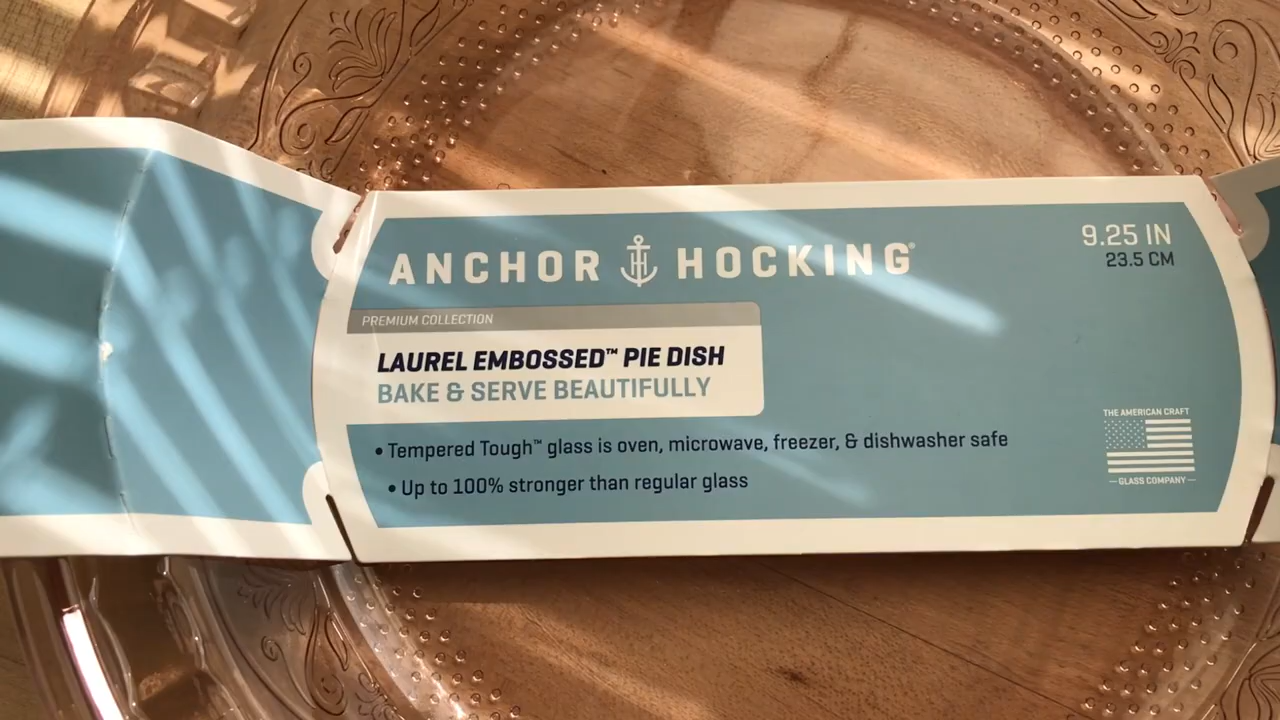 ANCHOR HOCKING®
9.25 IN
23.5 CM
PREMIUM COLLECTION
LAUREL EMBOSSED™ PIE DISH
BAKE & SERVE BEAUTIFULLY
• Tempered Tough™ glass is oven, microwave, freezer, & dishwasher safe
• Up to 100% stronger than regular glass
THE AMERICAN CRAFT
— GLASS COMPANY —